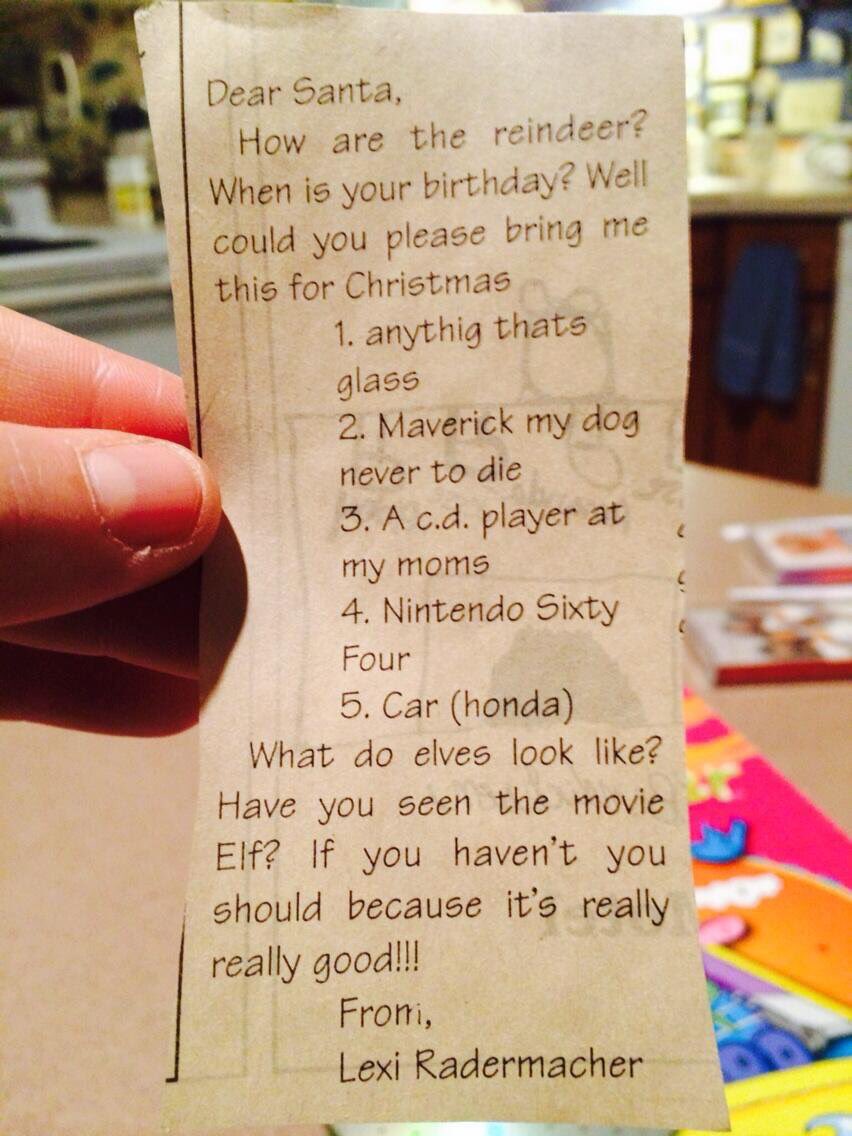 Dear Santa,
How are the reindeer?
When is your birthday? Well
could you please bring me
this for Christmas
1. anythig thats
glass
2. Maverick my dog
never to die
3. A c.d. player at
my moms
4. Nintendo Sixty
Four
5. Car (honda)
What do elves look like?
Have you seen the movie
Elf? If you haven't you
should because it's really
really good!!!
From,
Lexi Radermacher